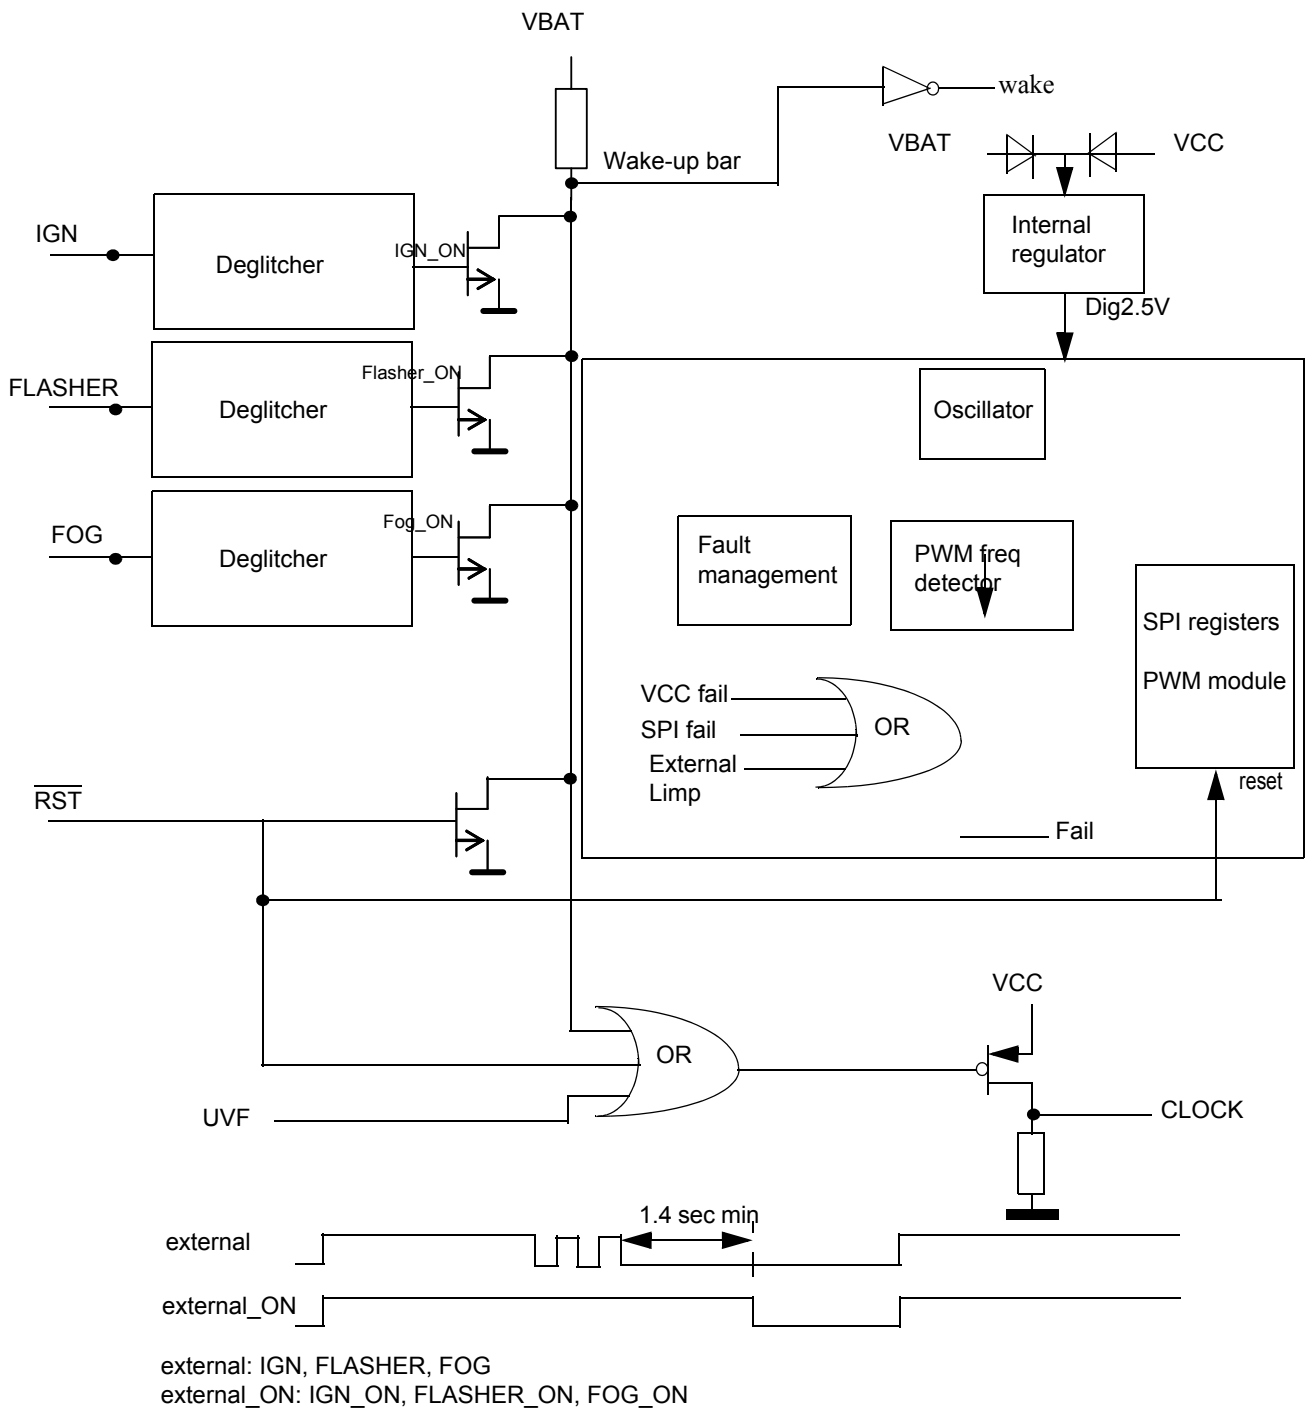 VBAT
wake
Wake-up bar
VBAT
VCC
IGN
Deglitcher
IGN_ON
Internal
regulator
Dig2.5V
FLASHER
Deglitcher
Flasher_ON
Oscillator
FOG
Deglitcher
Fog_ON
Fault
management
PWM freq
detector
SPI registers
PWM module
VCC fail
SPI fail
External
Limp
OR
reset
RST
Fail
VCC
OR
UVF
CLOCK
1.4 sec min
external
external_ON
external: IGN, FLASHER, FOG
external_ON: IGN_ON, FLASHER_ON, FOG_ON